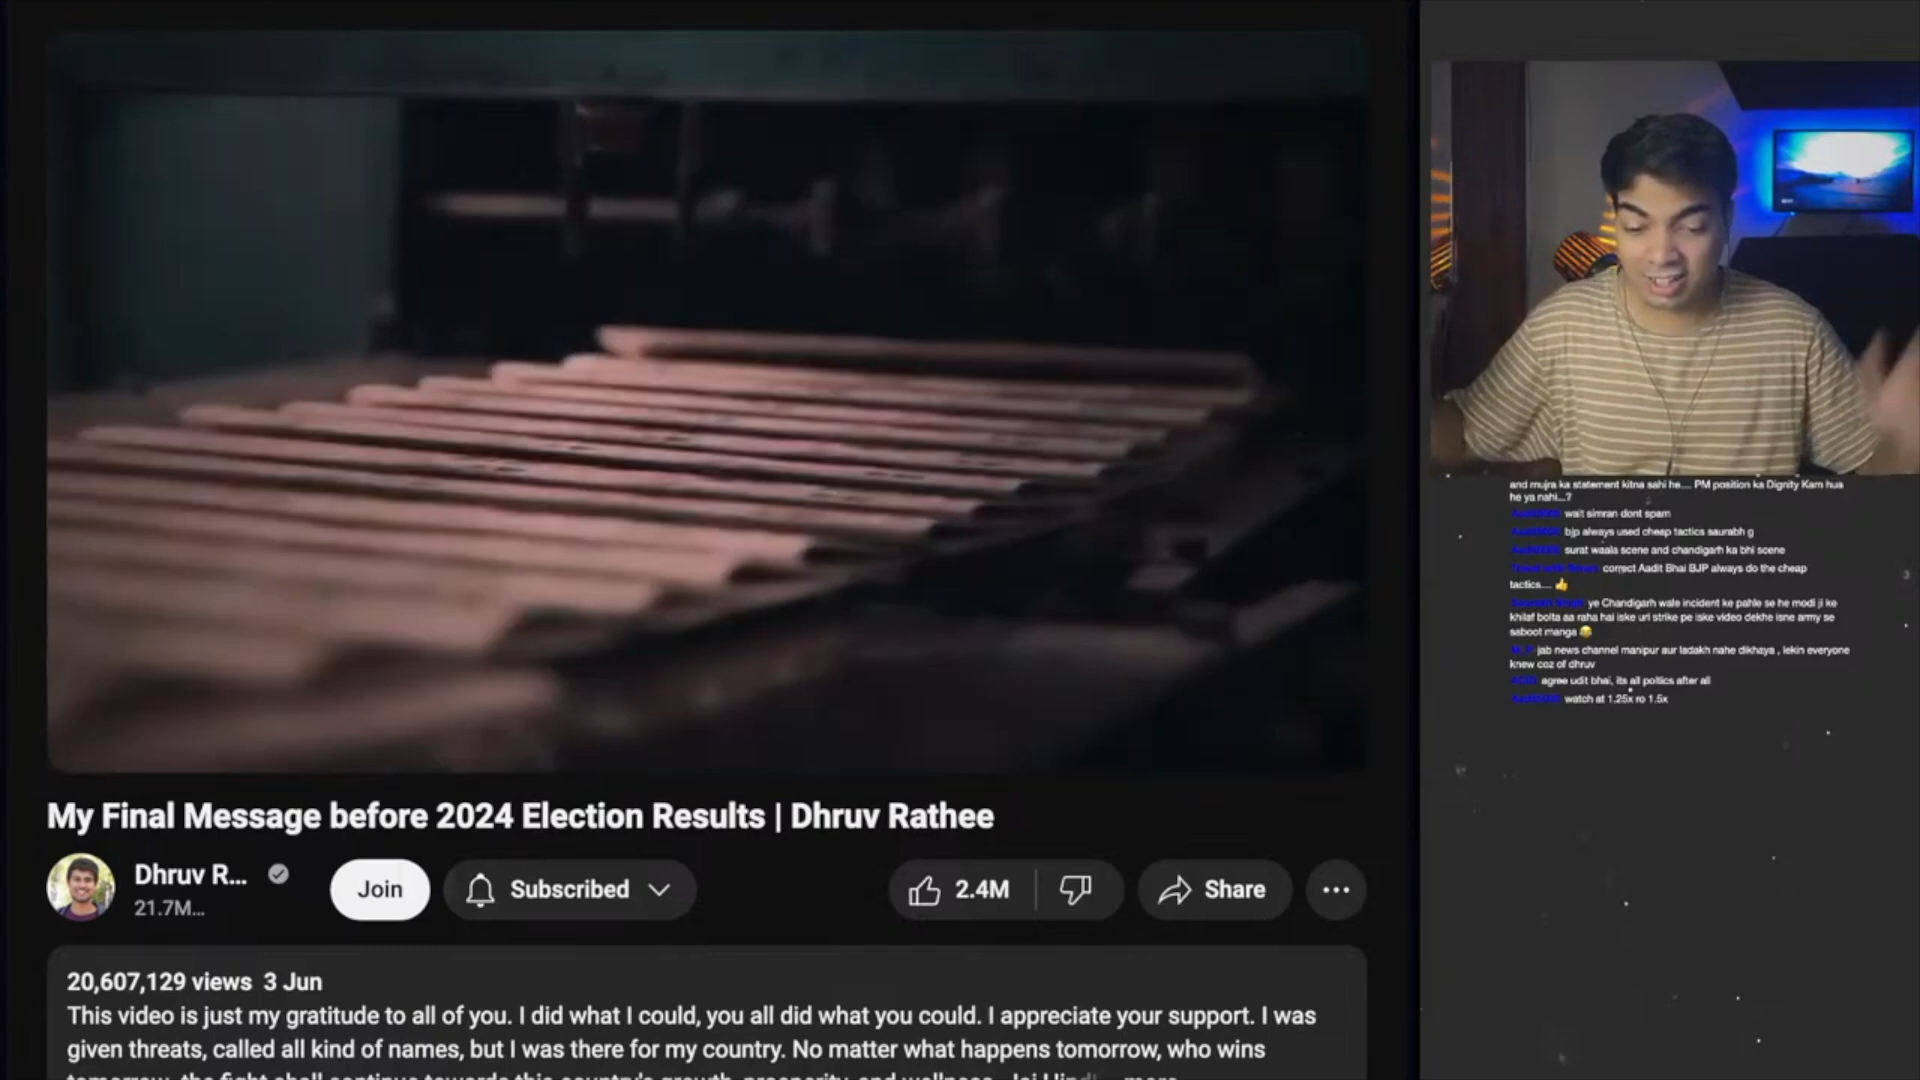 My Final Message before 2024 Election Results | Dhruv Rathee
Dhruv R...
21.7M...
Join
Subscribed
2.4M
Share
20,607,129 views 3 Jun
This video is just my gratitude to all of you. I did what I could, you all did what you could. I appreciate your support. I was
given threats, called all kind of names, but I was there for my country. No matter what happens tomorrow, who wins
and mujra ka statement kitna sahi he.... PM position ka Dignity Kam hua
he ya nahi...?
wait simran dont spam
bjp always used cheap tactics saurabh g
surat waala scene and chandigarh ka bhi scene
correct Aadit Bhai BJP always do the cheap
tactics....
ye Chandigarh wale incident ke pahle se he modi ji ke
khilaf bolta aa raha hai iske uri strike pe iske video dekhe isne army se
saboot manga
jab news channel manipur aur ladakh nahe dikhaya , lekin everyone
knew coz of dhruv
agree udit bhai, its all poltics after all
watch at 1.25x ro 1.5x